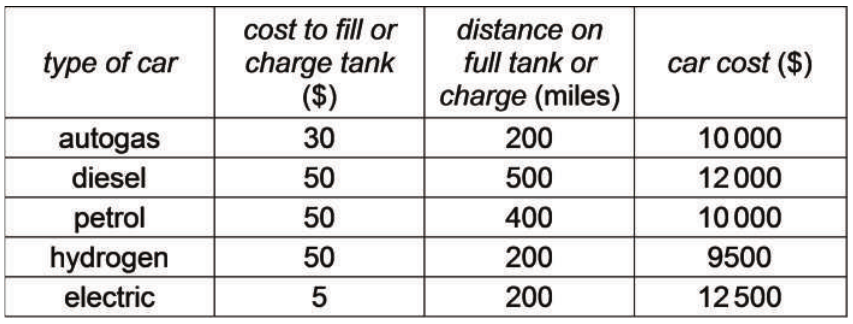 type of car cost to fill or charge tank ($) distance on full tank or charge (miles) car cost ($)
autogas 30 200 10 000
diesel 50 500 12 000
petrol 50 400 10 000
hydrogen 50 200 9500
electric 5 200 12 500